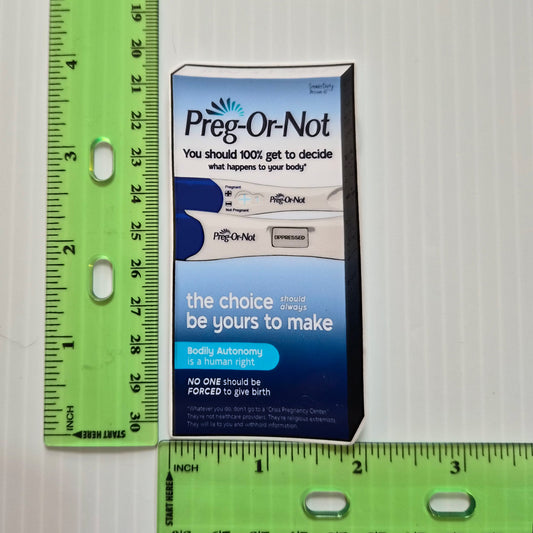 Preg-Or-Not
You should 100% get to decide
what happens to your body*
Pregnant
Not Pregnant
Preg-Or-Not
Preg-Or-Not
OPPRESSED
the choice should always
be yours to make
Bodily Autonomy
is a human right
NO ONE should be
FORCED to give birth
*Whatever you do, don't go to a "Crisis Pregnancy Center"
They're not healthcare providers. They're religious extremists.
They will lie to you and withhold information.
4
3
2
1
INCH
START HERE
19
20
21
22
23
24
25
26
27
28
29
30
INCH
1
2
3
START HERE